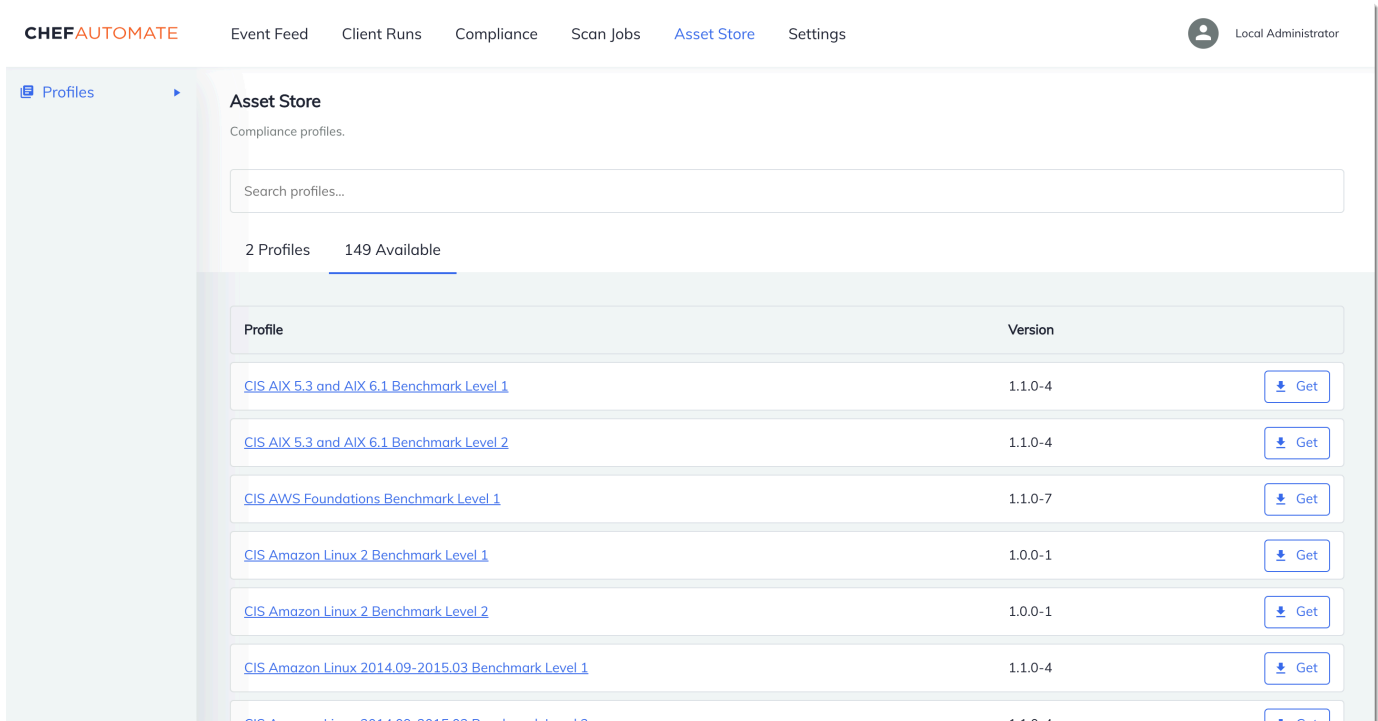 CHEFAUTOMATE Event Feed Client Runs Compliance Scan Jobs Asset Store Settings Local Administrator
Profiles
Asset Store
Compliance profiles.
Search profiles...
2 Profiles 149 Available
Profile Version
CIS AIX 5.3 and AIX 6.1 Benchmark Level 1 1.1.0-4 Get
CIS AIX 5.3 and AIX 6.1 Benchmark Level 2 1.1.0-4 Get
CIS AWS Foundations Benchmark Level 1 1.1.0-7 Get
CIS Amazon Linux 2 Benchmark Level 1 1.0.0-1 Get
CIS Amazon Linux 2 Benchmark Level 2 1.0.0-1 Get
CIS Amazon Linux 2014.09-2015.03 Benchmark Level 1 1.1.0-4 Get